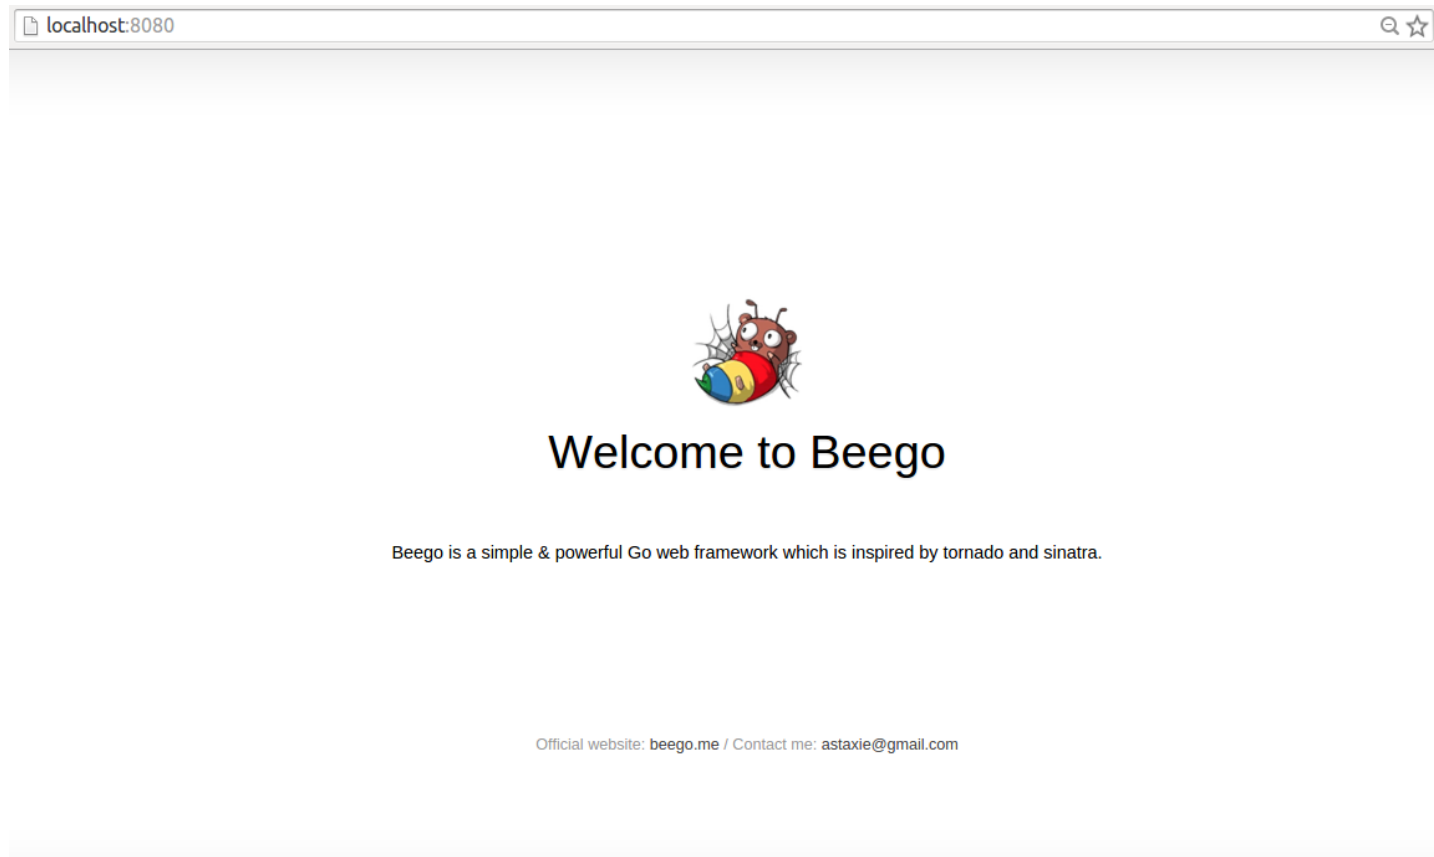 localhost:8080
Welcome to Beego
Beego is a simple & powerful Go web framework which is inspired by tornado and sinatra.
Official website: beego.me / Contact me: astaxie@gmail.com